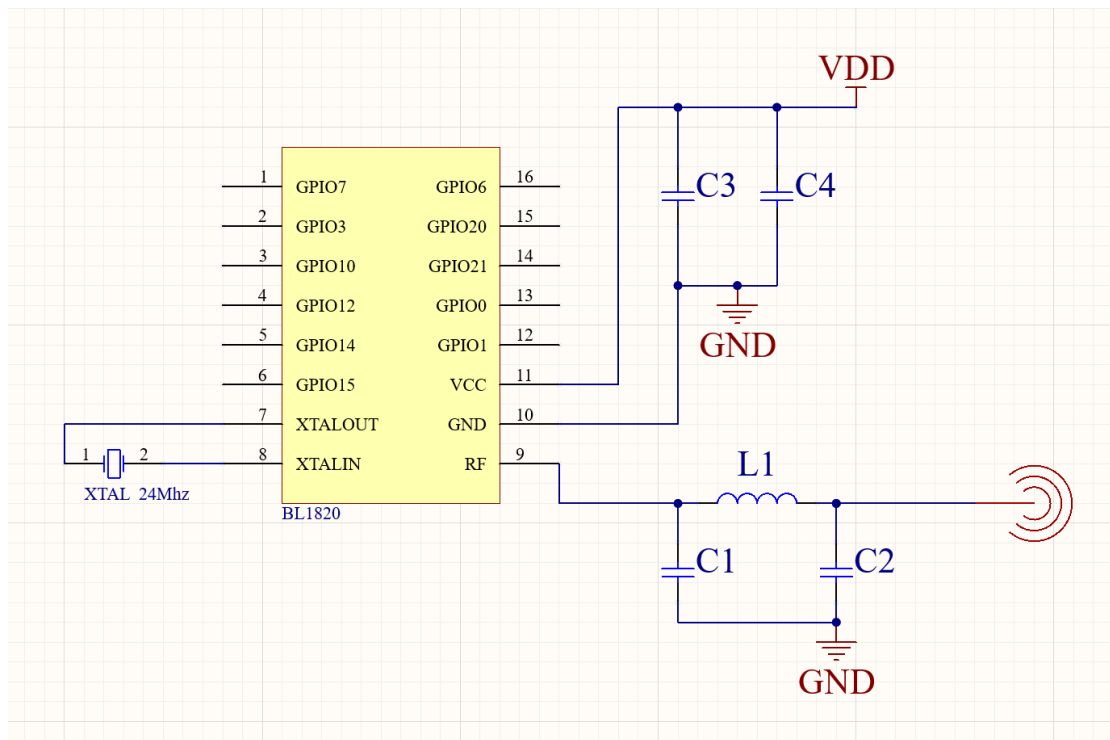 VDD
C3
C4
GND
1 GPIO7 GPIO6 16
2 GPIO3 GPIO20 15
3 GPIO10 GPIO21 14
4 GPIO12 GPIO0 13
5 GPIO14 GPIO1 12
6 GPIO15 VCC 11
7 XTALOUT GND 10
1 2 8 XTALIN RF 9
XTAL 24Mhz
BL1820
L1
C1
C2
GND